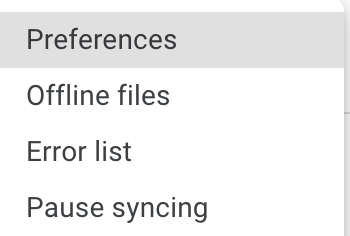 Preferences
Offline files
Error list
Pause syncing